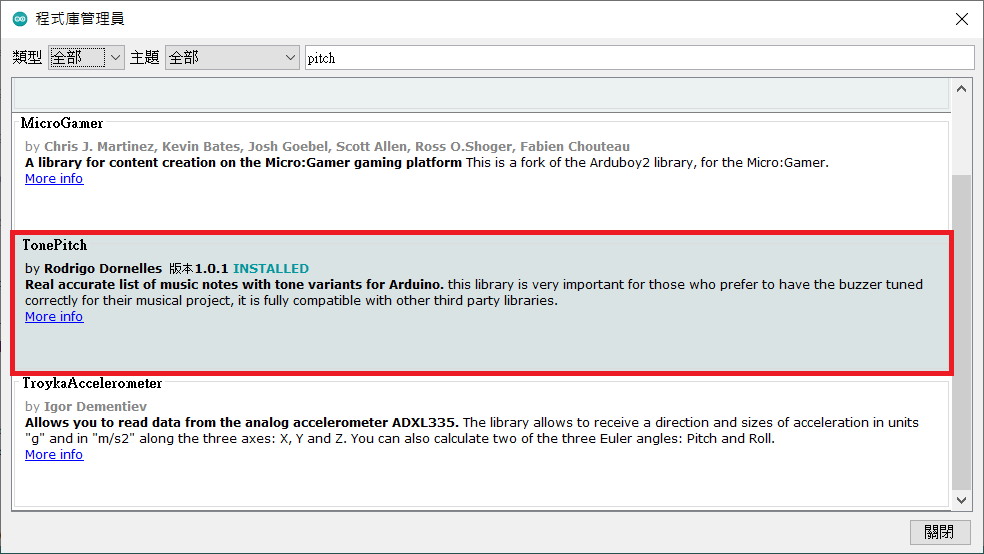 程式庫管理員
類型 全部 主題 全部 pitch
MicroGamer
by Chris J. Martinez, Kevin Bates, Josh Goebel, Scott Allen, Ross O.Shoger, Fabien Chouteau
A library for content creation on the Micro:Gamer gaming platform This is a fork of the Arduboy2 library, for the Micro:Gamer.
More info
TonePitch
by Rodrigo Dornelles 版本1.0.1 INSTALLED
Real accurate list of music notes with tone variants for Arduino. this library is very important for those who prefer to have the buzzer tuned
correctly for their musical project, it is fully compatible with other third party libraries.
More info
TroykaAccelerometer
by Igor Dementiev
Allows you to read data from the analog accelerometer ADXL335. The library allows to receive a direction and sizes of acceleration in units
"g" and in "m/s2" along the three axes: X, Y and Z. You can also calculate two of the three Euler angles: Pitch and Roll.
More info
關閉